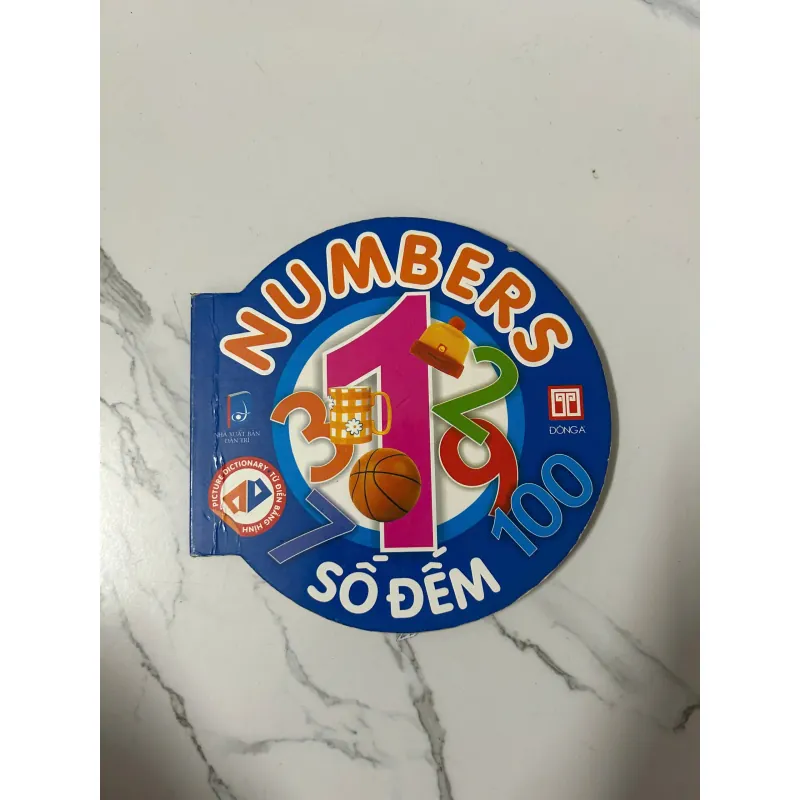 NUMBERS
1
2
3
9
7
100
NHÀ XUẤT BẢN
DÂN TRÍ
ĐÔNG A
PICTURE DICTIONARY TỪ ĐIỂN BẰNG HÌNH
AD
SỐ ĐẾM